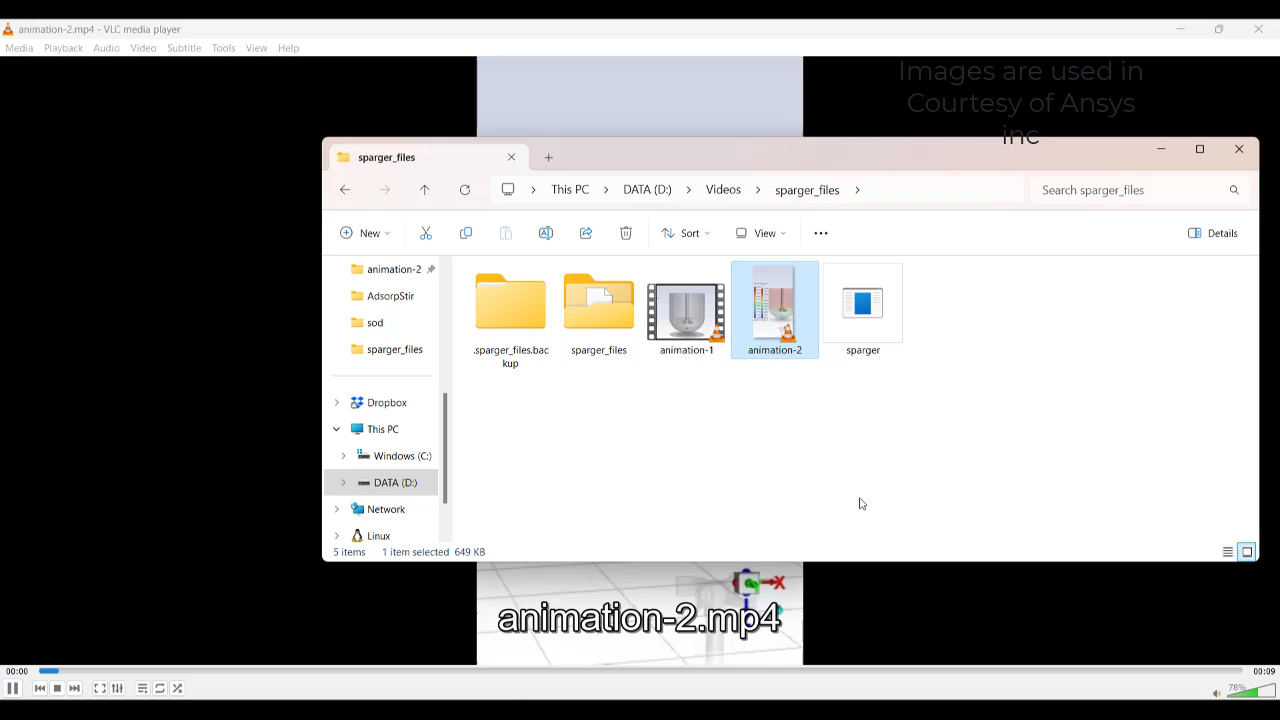 animation-2.mp4 - VLC media player
Media Playback Audio Video Subtitle Tools View Help
Images are used in
Courtesy of Ansys
inc
sparger_files
This PC DATA (D:) Videos sparger_files
Search sparger_files
New Sort View Details
animation-2
AdsorpStir
sod
sparger_files
Dropbox
This PC
Windows (C:)
DATA (D:)
Network
Linux
.sparger_files.bac
kup
sparger_files
animation-1
animation-2
sparger
5 items 1 item selected 649 KB
X
animation-2.mp4
00:00
00:09
78%